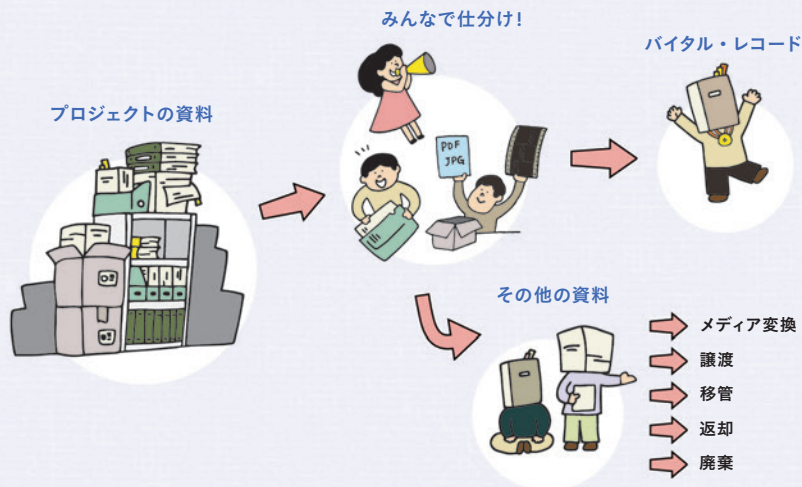 みんなで仕分け!
バイタル・レコード
プロジェクトの資料
PDF
JPG
その他の資料
メディア変換
譲渡
移管
返却
廃棄